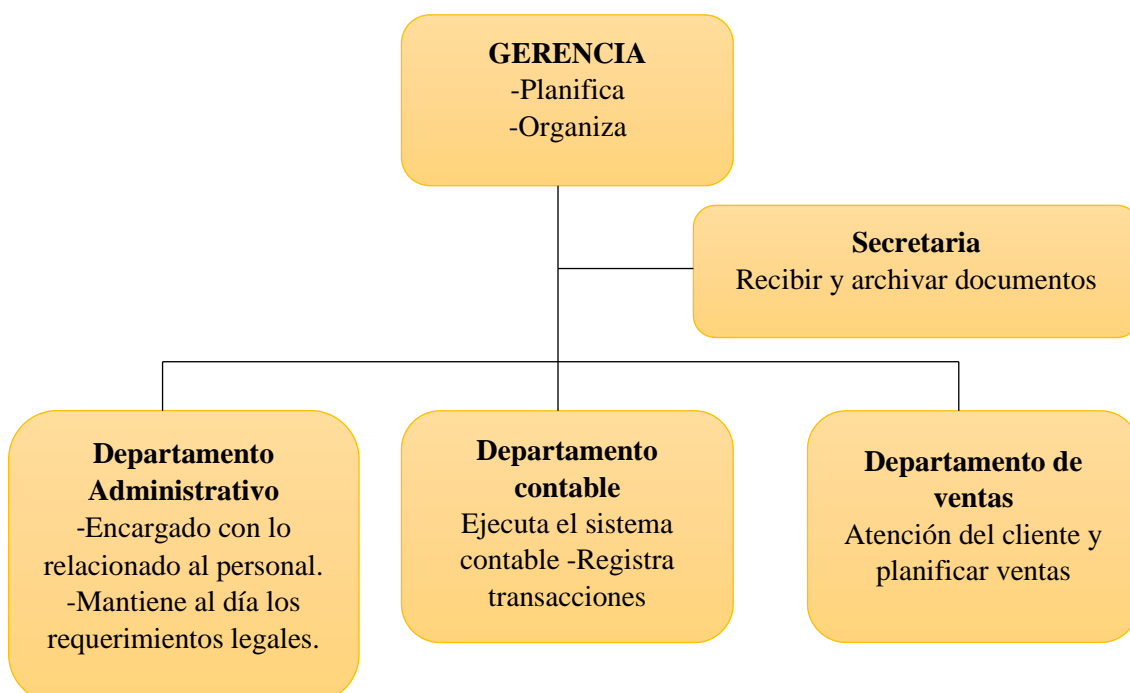 GERENCIA
-Planifica
-Organiza
Secretaria
Recibir y archivar documentos
Departamento
Administrativo
-Encargado con lo
relacionado al personal.
-Mantiene al día los
requerimientos legales.
Departamento
contable
Ejecuta el sistema
contable -Registra
transacciones
Departamento de
ventas
Atención del cliente y
planificar ventas